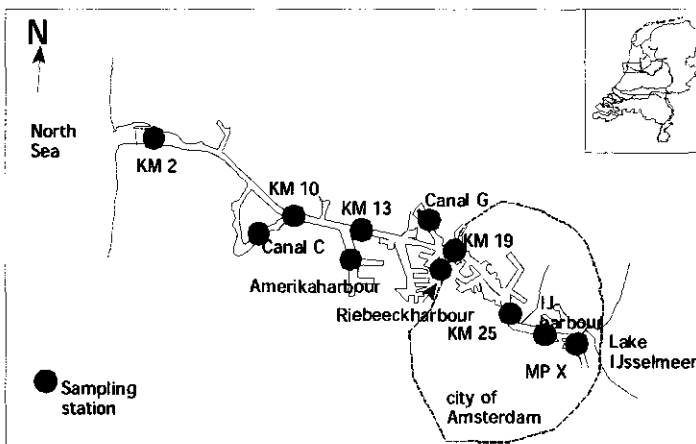 N
North
Sea
KM 2
KM 10
Canal C
KM 13
Amerikaharbour
Canal G
KM 19
Riebeeckharbour
KM 25
IJ
harbour
MP X
Lake
IJsselmeer
city of
Amsterdam
Sampling
station